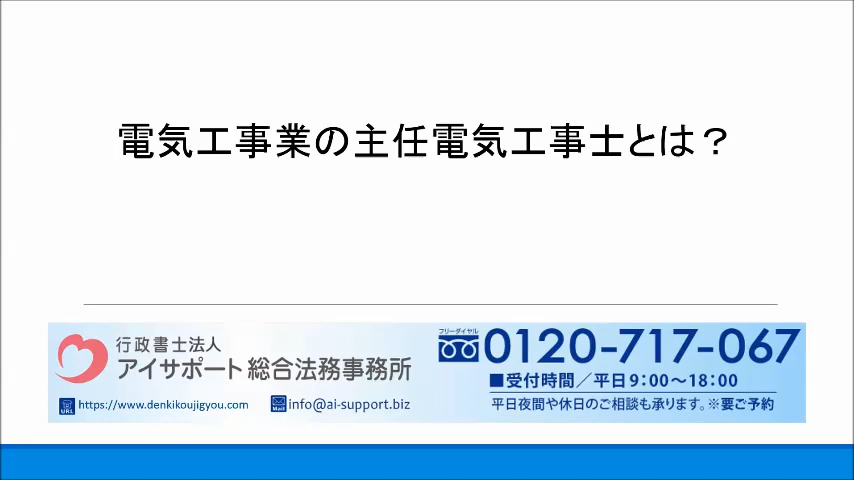 電気工事業の主任電気工事士とは？
行政書士法人
アイサポート 総合法務事務所
URL https://www.denkikoujigyou.com
Mail info@ai-support.biz
フリーダイヤル
0120-717-067
■受付時間／平日9:00～18:00
平日夜間や休日のご相談も承ります。※要ご予約